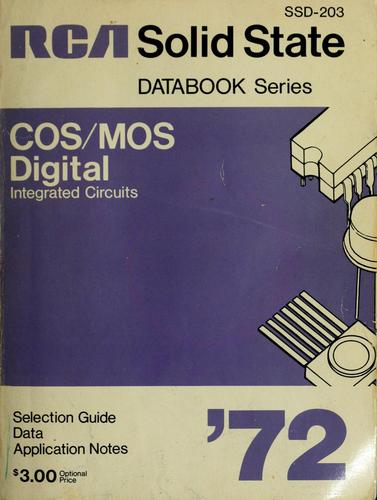 SSD-203
RCA Solid State
DATABOOK Series
COS/MOS
Digital
Integrated Circuits
Selection Guide
Data
Application Notes
$3.00 Optional Price
'72